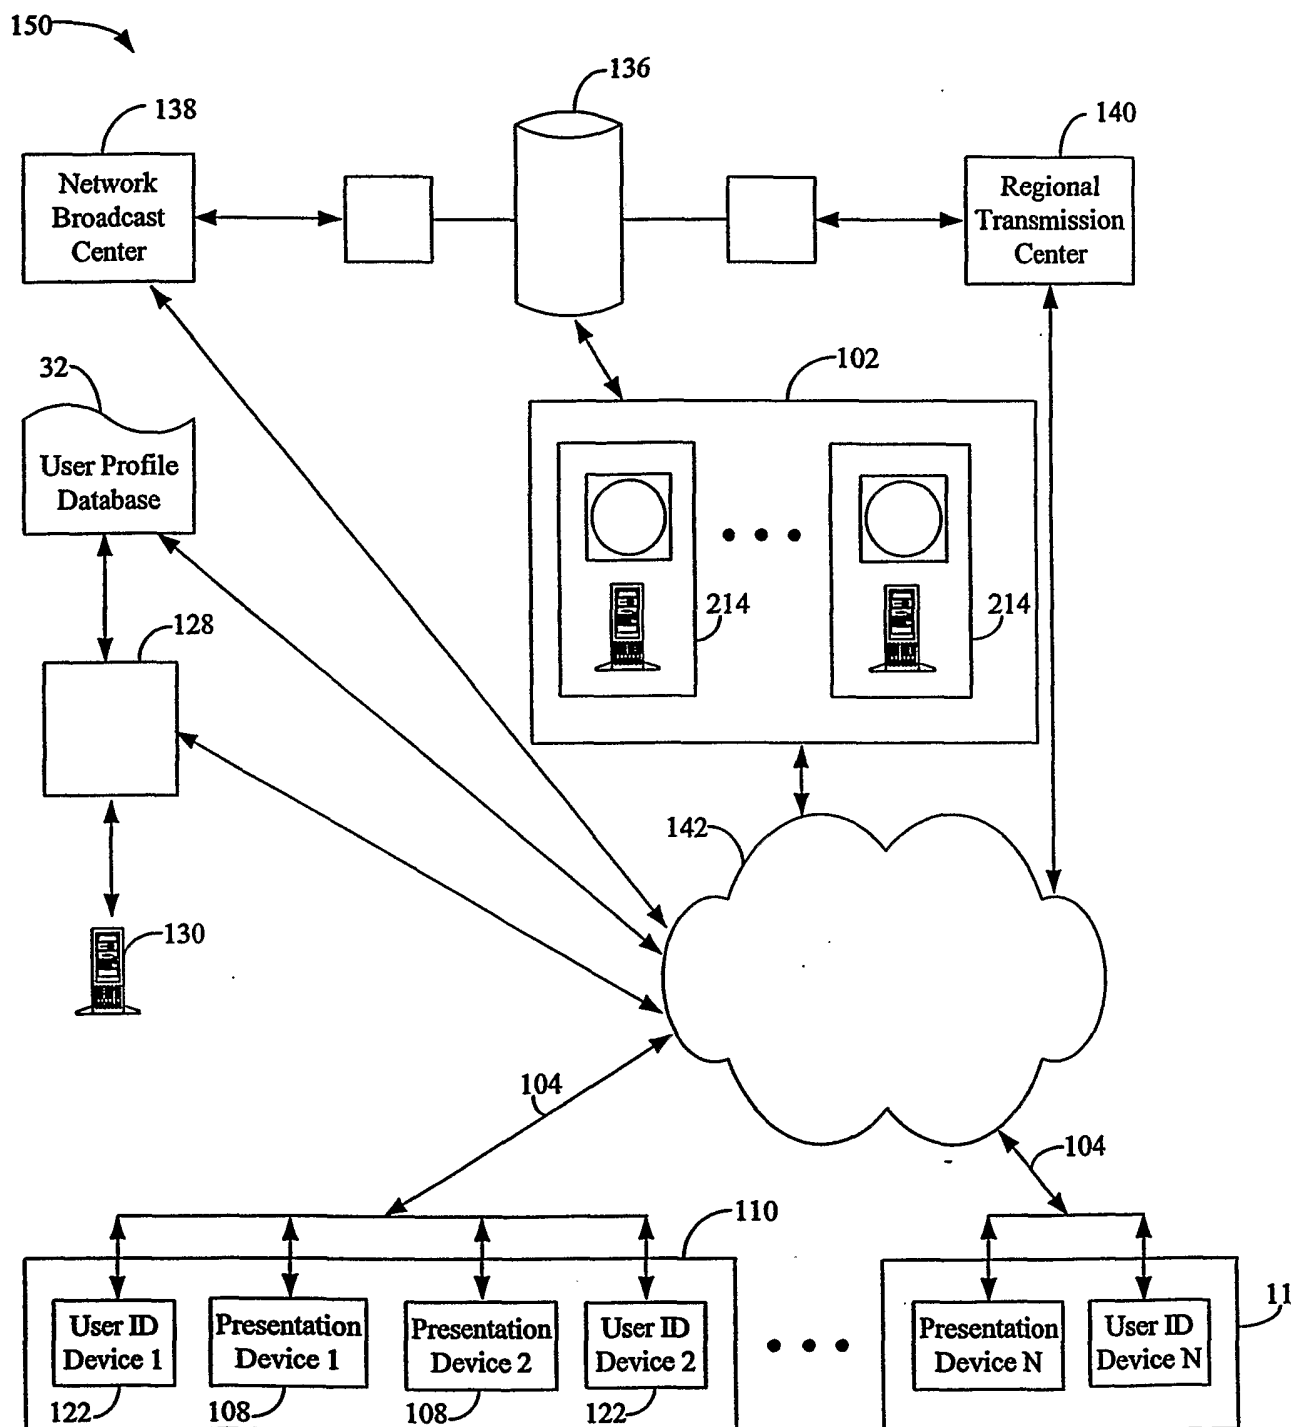 150
136
138
140
Network
Broadcast
Center
Regional
Transmission
Center
32
102
User Profile
Database
214
214
128
142
130
104
104
110
User ID
Device 1
Presentation
Device 1
Presentation
Device 2
User ID
Device 2
Presentation
Device N
User ID
Device N
11
122
108
108
122